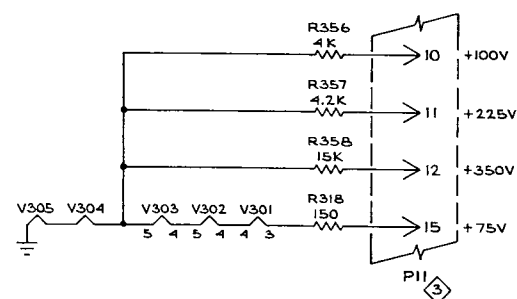 R356
4K
10 +100V
R357
4.2K
11 +225V
R358
15K
12 +350V
V305 V304 V303 V302 V301 R318
5 4 5 4 4 3 150 15 +75V
P11
3